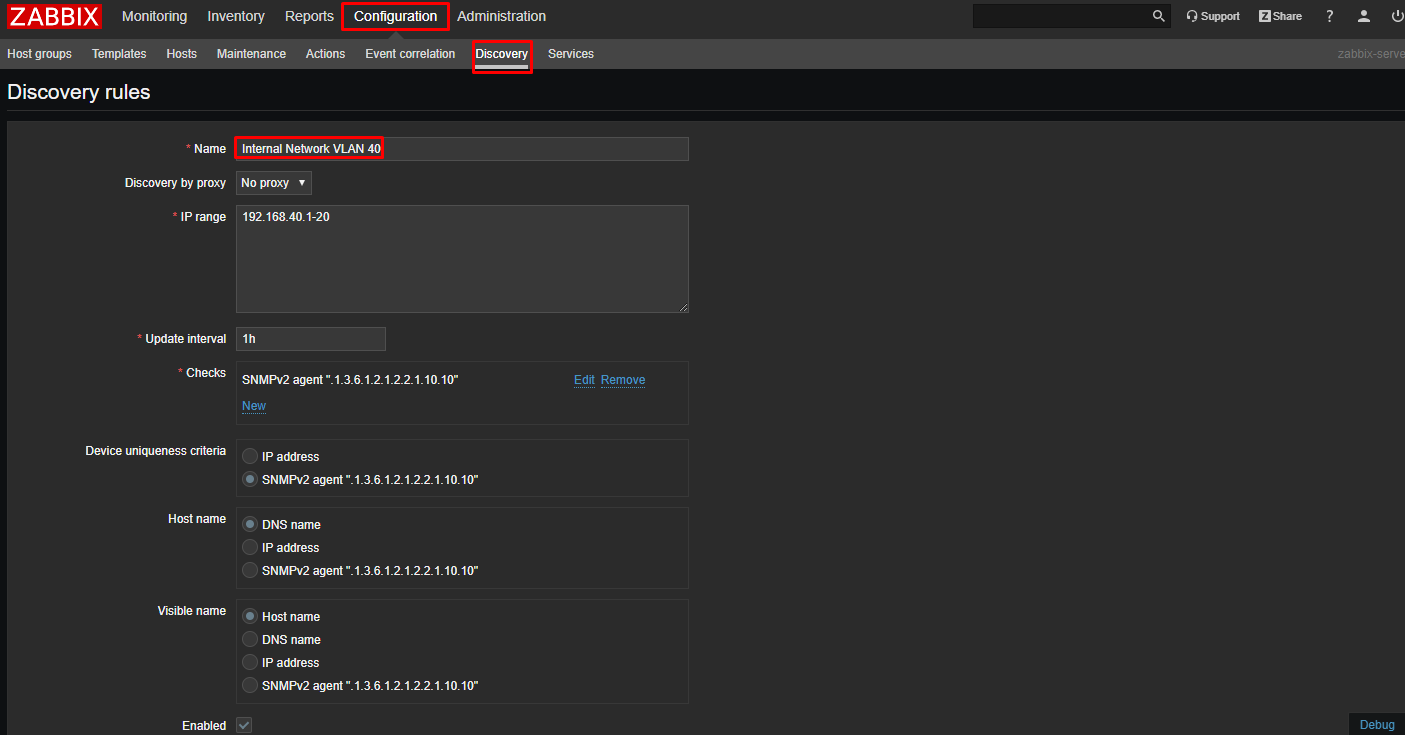 ZABBIX Monitoring Inventory Reports Configuration Administration Support Z Share ?
Host groups Templates Hosts Maintenance Actions Event correlation Discovery Services zabbix-serve
Discovery rules
* Name Internal Network VLAN 40
Discovery by proxy No proxy ▼
* IP range 192.168.40.1-20
* Update interval 1h
* Checks SNMPv2 agent ".1.3.6.1.2.1.2.2.1.10.10" Edit Remove
New
Device uniqueness criteria IP address
SNMPv2 agent ".1.3.6.1.2.1.2.2.1.10.10"
Host name DNS name
IP address
SNMPv2 agent ".1.3.6.1.2.1.2.2.1.10.10"
Visible name Host name
DNS name
IP address
SNMPv2 agent ".1.3.6.1.2.1.2.2.1.10.10"
Enabled
Debug